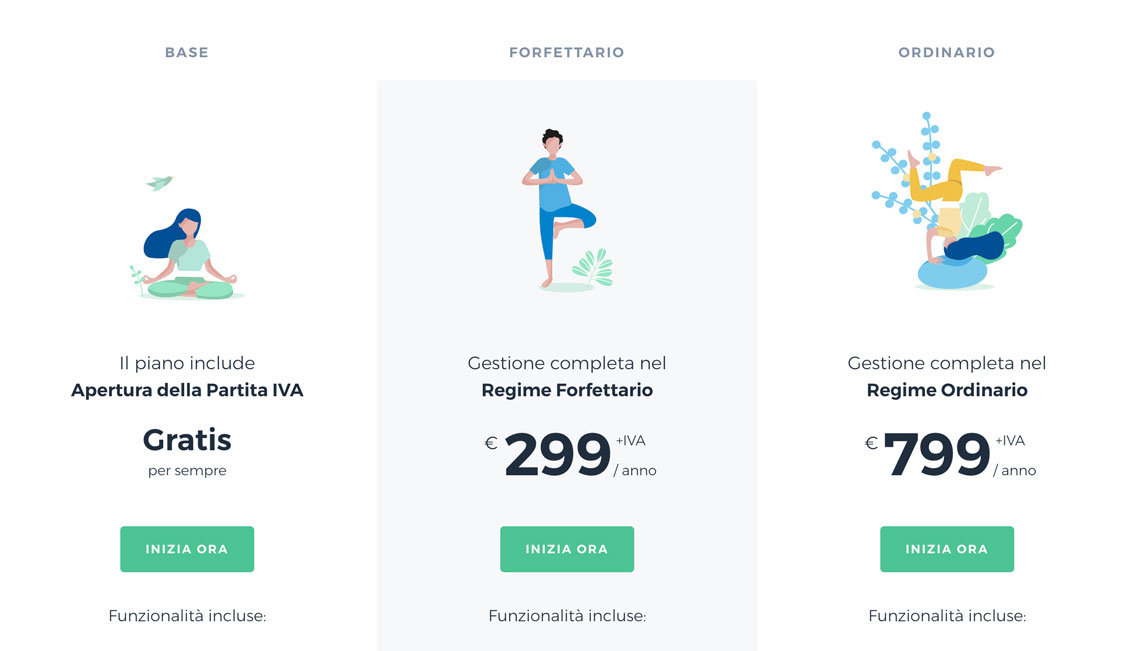 BASE
Il piano include
Apertura della Partita IVA
Gratis
per sempre
INIZIA ORA
Funzionalità incluse:
FORFETTARIO
Gestione completa nel
Regime Forfettario
€ 299 +IVA
/ anno
INIZIA ORA
Funzionalità incluse:
ORDINARIO
Gestione completa nel
Regime Ordinario
€ 799 +IVA
/ anno
INIZIA ORA
Funzionalità incluse: